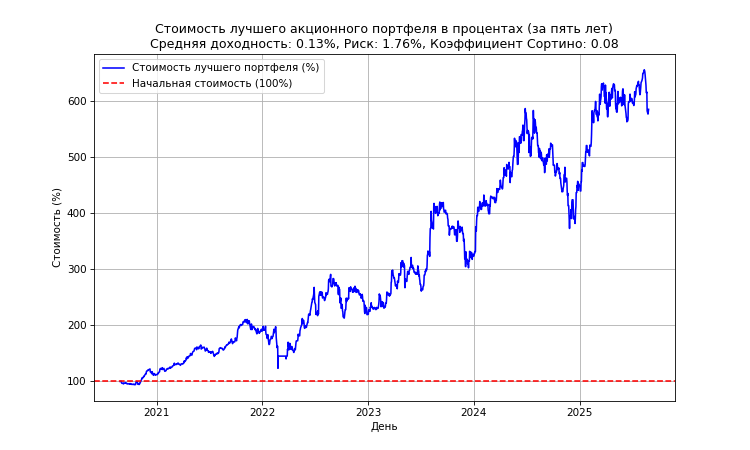 Стоимость лучшего акционного портфеля в процентах (за пять лет)
Средняя доходность: 0.13%, Риск: 1.76%, Коэффициент Сортино: 0.08
Стоимость лучшего портфеля (%)
Начальная стоимость (100%)
Стоимость (%)
600
500
400
300
200
100
2021
2022
2023
2024
2025
День